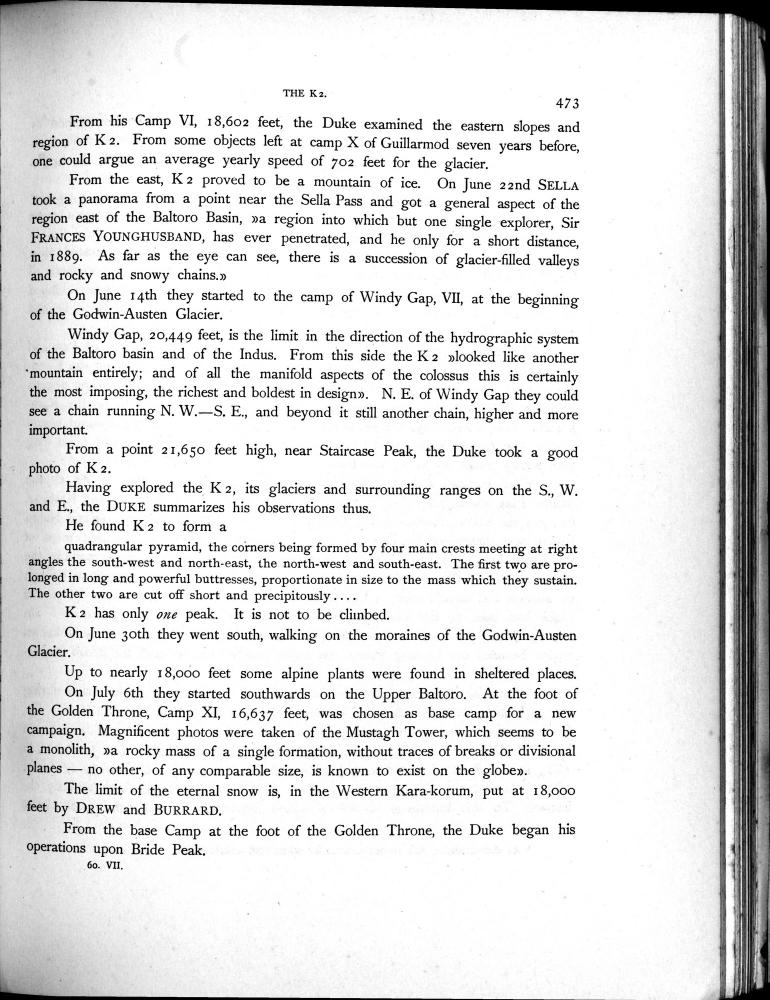 THE K 2.
473
From his Camp VI, 18,602 feet, the Duke examined the eastern slopes and
region of K 2. From some objects left at camp X of Guillarmod seven years before,
one could argue an average yearly speed of 702 feet for the glacier.
From the east, K 2 proved to be a mountain of ice. On June 22nd SELLA
took a panorama from a point near the Sella Pass and got a general aspect of the
region east of the Baltoro Basin, »a region into which but one single explorer, Sir
FRANCES YOUNGHUSBAND, has ever penetrated, and he only for a short distance,
in 1889. As far as the eye can see, there is a succession of glacier-filled valleys
and rocky and snowy chains.»
On June 14th they started to the camp of Windy Gap, VII, at the beginning
of the Godwin-Austen Glacier.
Windy Gap, 20,449 feet, is the limit in the direction of the hydrographic system
of the Baltoro basin and of the Indus. From this side the K 2 »looked like another
mountain entirely; and of all the manifold aspects of the colossus this is certainly
the most imposing, the richest and boldest in design». N. E. of Windy Gap they could
see a chain running N. W.—S. E., and beyond it still another chain, higher and more
important.
From a point 21,650 feet high, near Staircase Peak, the Duke took a good
photo of K 2.
Having explored the K 2, its glaciers and surrounding ranges on the S., W.
and E., the DUKE summarizes his observations thus.
He found K 2 to form a
quadrangular pyramid, the corners being formed by four main crests meeting at right
angles the south-west and north-east, the north-west and south-east. The first two are pro-
longed in long and powerful buttresses, proportionate in size to the mass which they sustain.
The other two are cut off short and precipitously . . . .
K 2 has only one peak. It is not to be climbed.
On June 30th they went south, walking on the moraines of the Godwin-Austen
Glacier.
Up to nearly 18,000 feet some alpine plants were found in sheltered places.
On July 6th they started southwards on the Upper Baltoro. At the foot of
the Golden Throne, Camp XI, 16,637 feet, was chosen as base camp for a new
campaign. Magnificent photos were taken of the Mustagh Tower, which seems to be
a monolith, »a rocky mass of a single formation, without traces of breaks or divisional
planes — no other, of any comparable size, is known to exist on the globe».
The limit of the eternal snow is, in the Western Kara-korum, put at 18,000
feet by DREW and BURRARD.
From the base Camp at the foot of the Golden Throne, the Duke began his
operations upon Bride Peak.
60. VII.